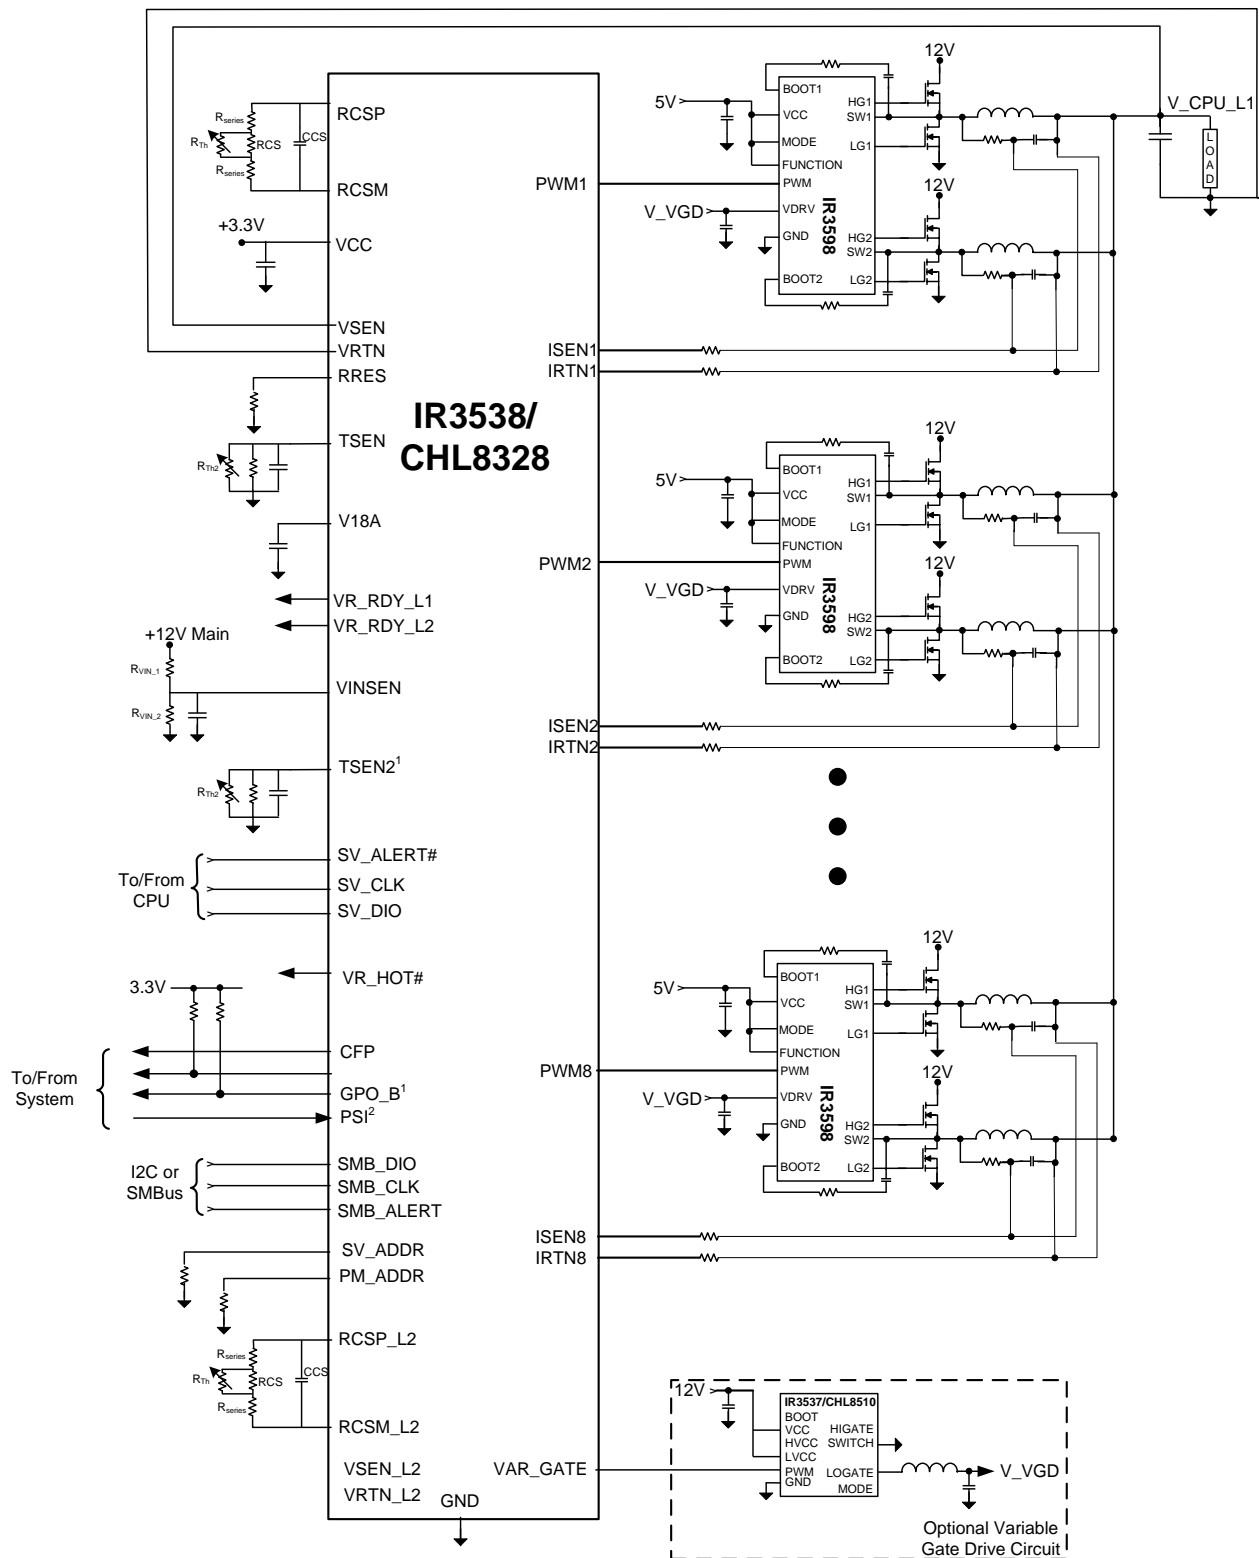 RCSP
Rseries
RTh
RCS
CCS
Rseries
RCSM
+3.3V
VCC
VSEN
VRTN
RRES
TSEN
RTh2
V18A
VR_RDY_L1
VR_RDY_L2
+12V Main
RVIN_1
VINSEN
RVIN_2
TSEN2¹
RTh2
To/From
CPU
SV_ALERT#
SV_CLK
SV_DIO
VR_HOT#
3.3V
To/From
System
CFP
GPO_B¹
PSI²
I2C or
SMBus
SMB_DIO
SMB_CLK
SMB_ALERT
SV_ADDR
PM_ADDR
RCSP_L2
Rseries
RTh
RCS
CCS
Rseries
RCSM_L2
VSEN_L2
VRTN_L2
GND
IR3538/
CHL8328
PWM1
ISEN1
IRTN1
PWM2
ISEN2
IRTN2
PWM8
ISEN8
IRTN8
VAR_GATE
5V
V_VGD
BOOT1
VCC
MODE
FUNCTION
PWM
VDRV
GND
BOOT2
IR3598
HG1
SW1
LG1
HG2
SW2
LG2
12V
12V
V_CPU_L1
LOAD
5V
V_VGD
BOOT1
VCC
MODE
FUNCTION
PWM
VDRV
GND
BOOT2
IR3598
HG1
SW1
LG1
HG2
SW2
LG2
12V
12V
5V
V_VGD
BOOT1
VCC
MODE
FUNCTION
PWM
VDRV
GND
BOOT2
IR3598
HG1
SW1
LG1
HG2
SW2
LG2
12V
12V
12V
IR3537/CHL8510
BOOT
VCC
HVCC
LVCC
PWM
GND
HIGATE
SWITCH
LOGATE
MODE
V_VGD
Optional Variable
Gate Drive Circuit